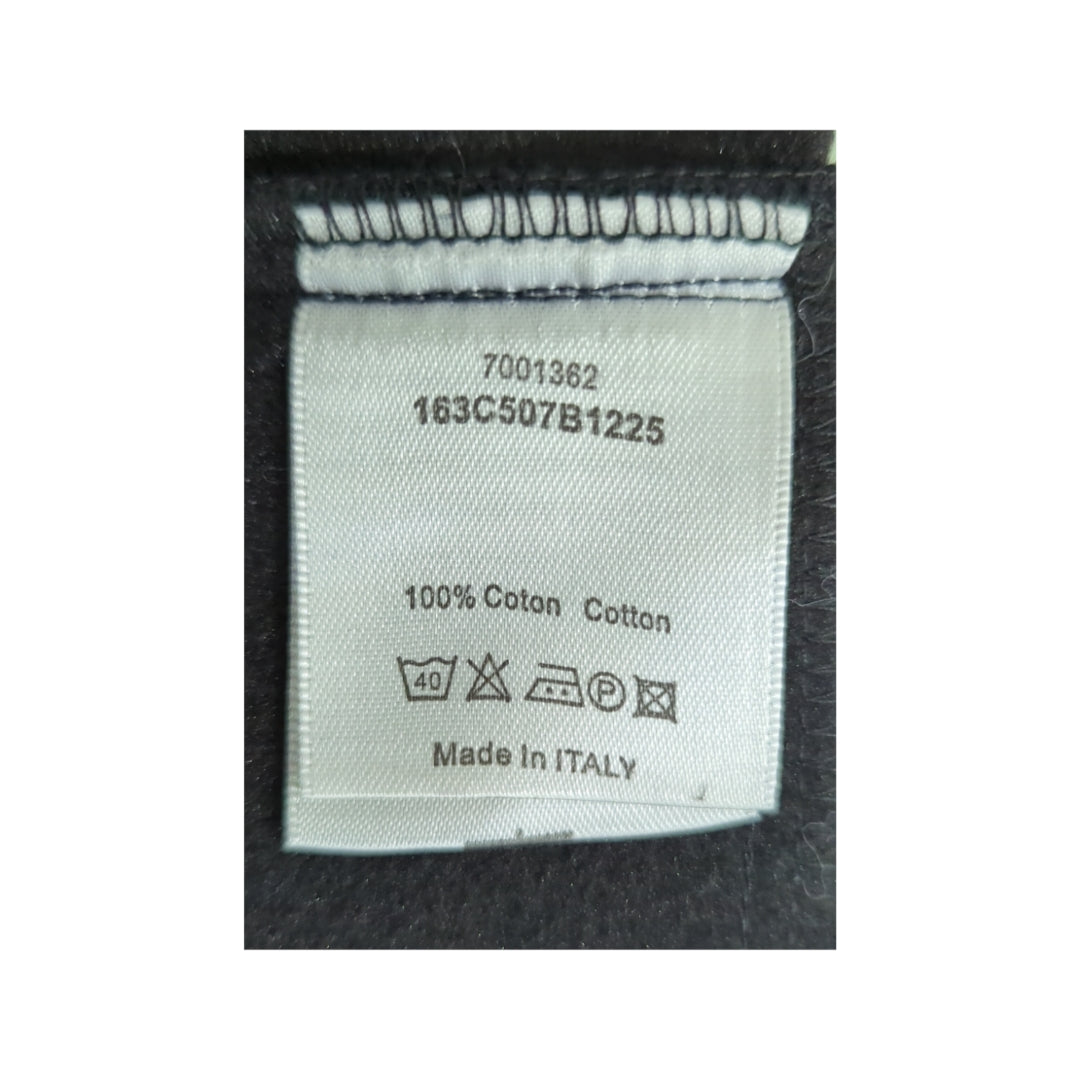 7001362
163C507B1225
100% Coton Cotton
40 P
Made In ITALY